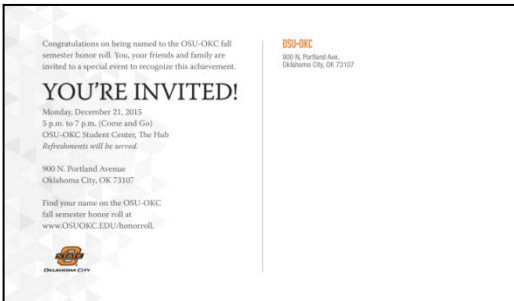 Congratulations on being named to the OSU-OKC fall
semester honor roll. You, your friends and family are
invited to a special event to recognize this achievement.
YOU'RE INVITED!
Monday, December 21, 2015
5 p.m. to 7 p.m. (Come and Go)
OSU-OKC Student Center, The Hub
Refreshments will be served.
900 N. Portland Avenue
Oklahoma City, OK 73107
Find your name on the OSU-OKC
fall semester honor roll at
www.OSUOKC.EDU/honorroll.
STATE
OKLAHOMA CITY
OSU-OKC
900 N. Portland Ave.,
Oklahoma City, OK 73107